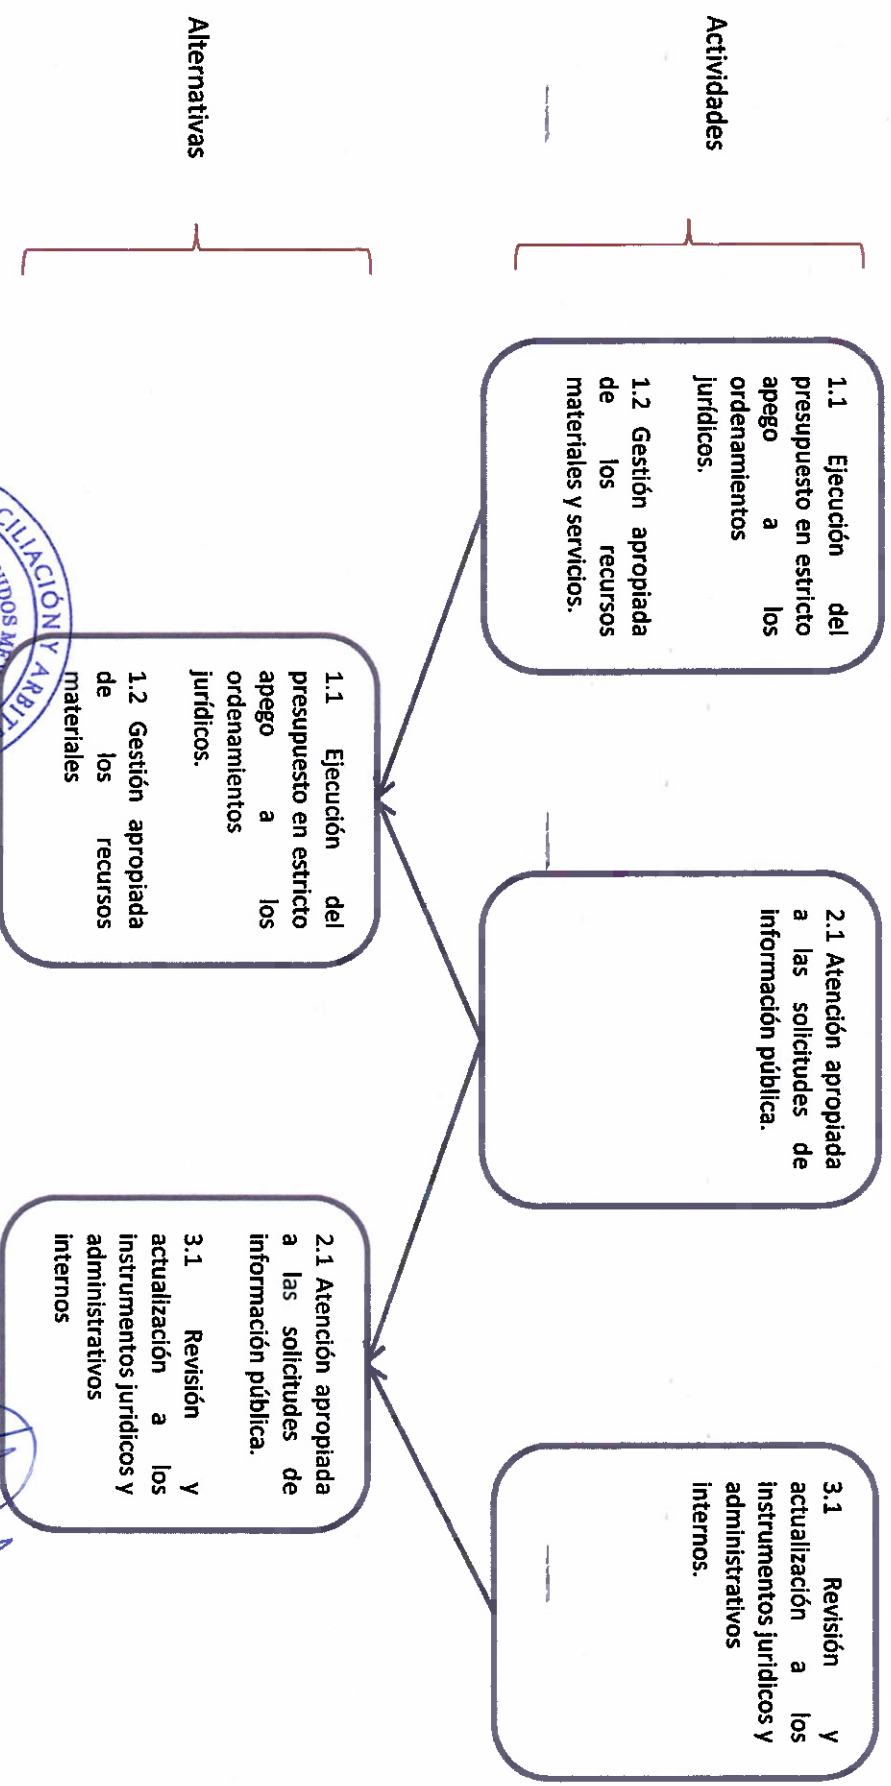 Actividades
1.1 Ejecución del
presupuesto en estricto
apego a los
ordenamientos
jurídicos.
1.2 Gestión apropiada
de los recursos
materiales y servicios.
2.1 Atención apropiada
a las solicitudes de
información pública.
3.1 Revisión y
actualización a los
instrumentos juridicos y
administrativos
internos.
Alternativas
1.1 Ejecución del
presupuesto en estricto
apego a los
ordenamientos
jurídicos.
1.2 Gestión apropiada
de los recursos
materiales
2.1 Atención apropiada
a las solicitudes de
información pública.
3.1 Revisión y
actualización a los
instrumentos juridicos y
administrativos
internos
CILIACIÓN Y ARBIT